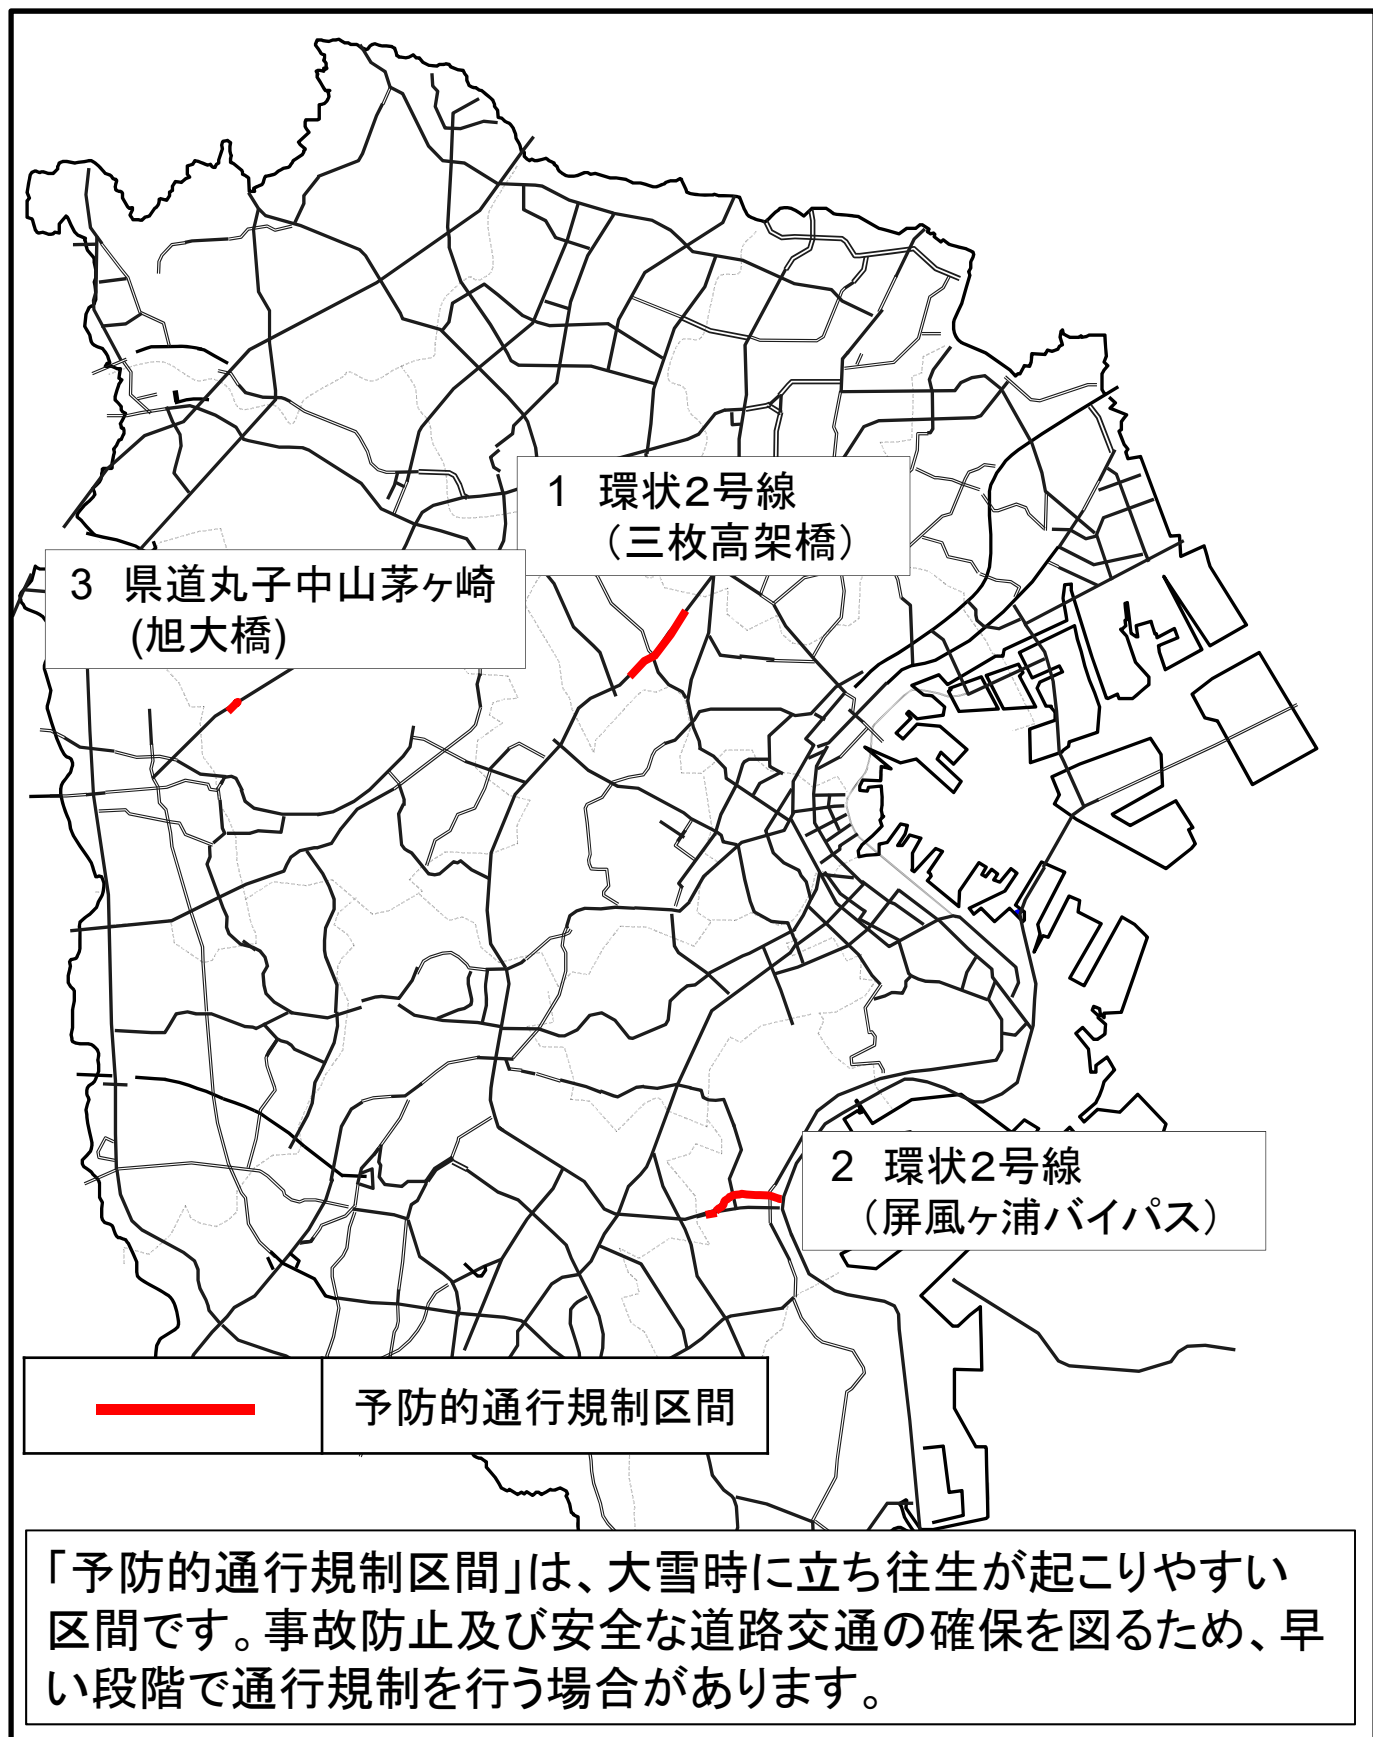 1 環状2号線
（三枚高架橋）
3 県道丸子中山茅ヶ崎
(旭大橋)
2 環状2号線
（屏風ヶ浦バイパス）
予防的通行規制区間
「予防的通行規制区間」は、大雪時に立ち往生が起こりやすい
区間です。事故防止及び安全な道路交通の確保を図るため、早
い段階で通行規制を行う場合があります。